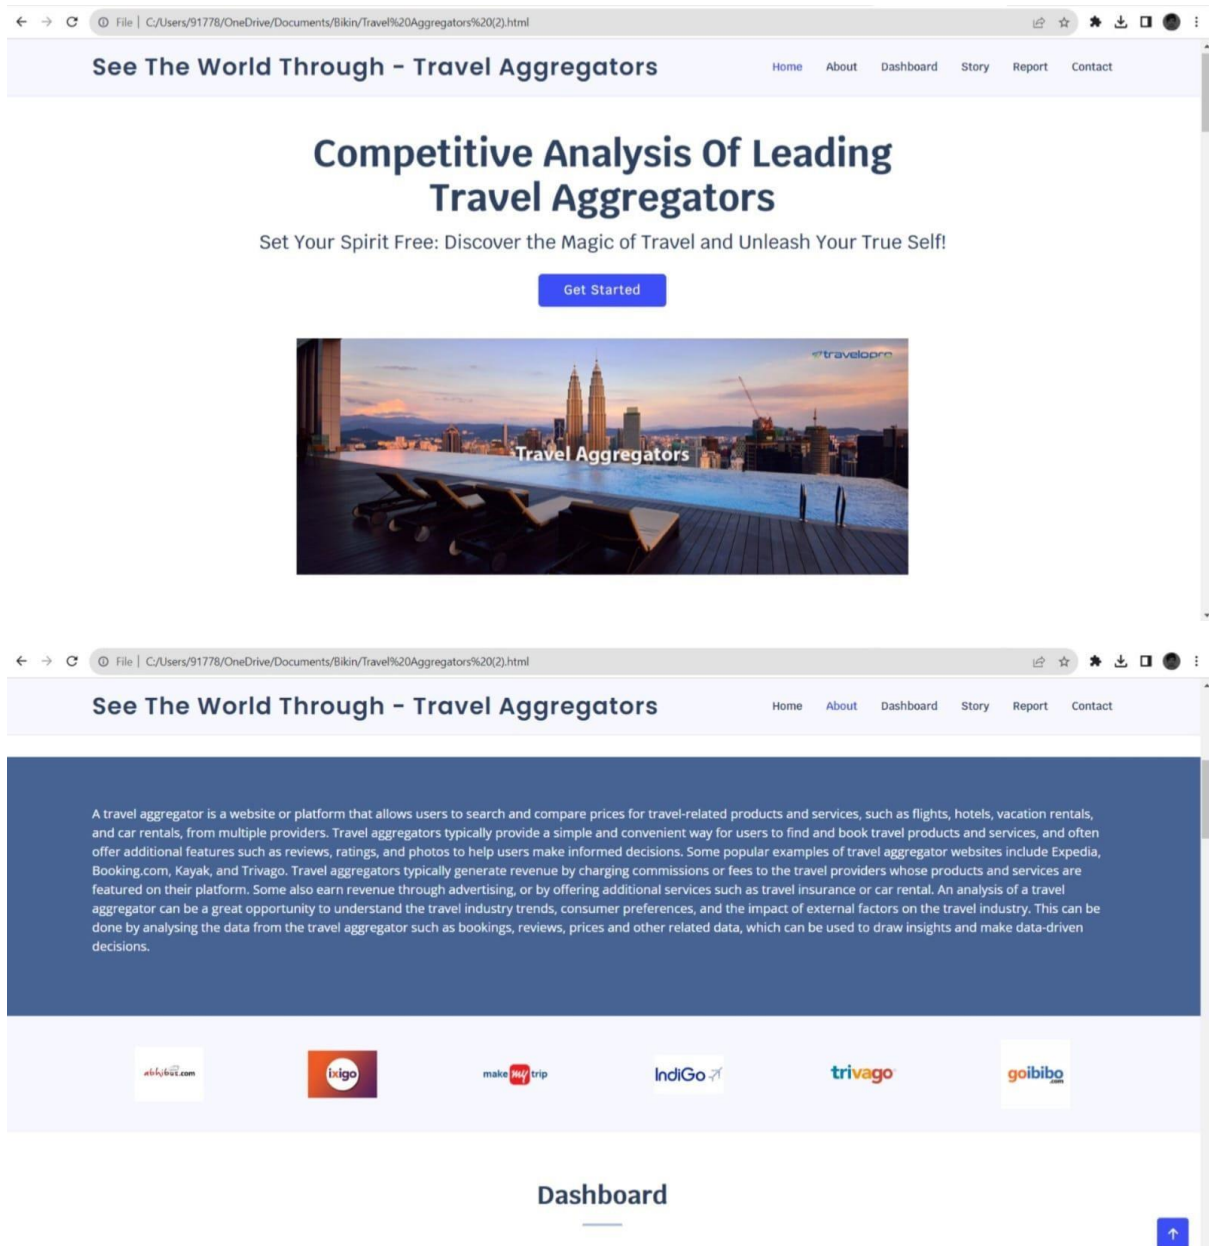 File | C:/Users/91778/OneDrive/Documents/Bikin/Travel%20Aggregators%20(2).html
See The World Through - Travel Aggregators
Home About Dashboard Story Report Contact
Competitive Analysis Of Leading
Travel Aggregators
Set Your Spirit Free: Discover the Magic of Travel and Unleash Your True Self!
Get Started
travelopro
Travel Aggregators
File | C:/Users/91778/OneDrive/Documents/Bikin/Travel%20Aggregators%20(2).html
See The World Through - Travel Aggregators
Home About Dashboard Story Report Contact
A travel aggregator is a website or platform that allows users to search and compare prices for travel-related products and services, such as flights, hotels, vacation rentals,
and car rentals, from multiple providers. Travel aggregators typically provide a simple and convenient way for users to find and book travel products and services, and often
offer additional features such as reviews, ratings, and photos to help users make informed decisions. Some popular examples of travel aggregator websites include Expedia,
Booking.com, Kayak, and Trivago. Travel aggregators typically generate revenue by charging commissions or fees to the travel providers whose products and services are
featured on their platform. Some also earn revenue through advertising, or by offering additional services such as travel insurance or car rental. An analysis of a travel
aggregator can be a great opportunity to understand the travel industry trends, consumer preferences, and the impact of external factors on the travel industry. This can be
done by analysing the data from the travel aggregator such as bookings, reviews, prices and other related data, which can be used to draw insights and make data-driven
decisions.
abhibus.com
ixigo
make my trip
IndiGo
trivago
goibibo
.com
Dashboard